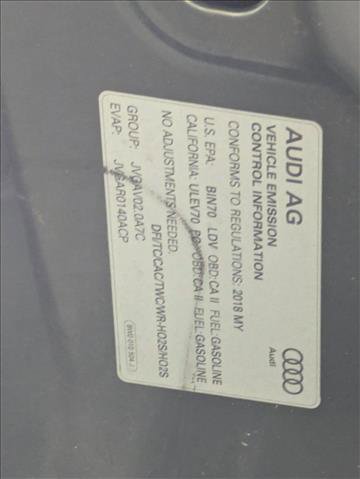 AUDI AG
VEHICLE EMISSION
CONTROL INFORMATION
Audi
CONFORMS TO REGULATIONS: 2018 MY
U.S. EPA: BIN70 LDV OBD:CA II FUEL:GASOLINE
CALIFORNIA: ULEV70 PC OBD:CA II FUEL:GASOLINE
NO ADJUSTMENTS NEEDED.
DFI/TC/CAC/TWC/WR-HO2S/HO2S
GROUP: JVGAV02.0A7C
EVAP: JVGAR0140ACP